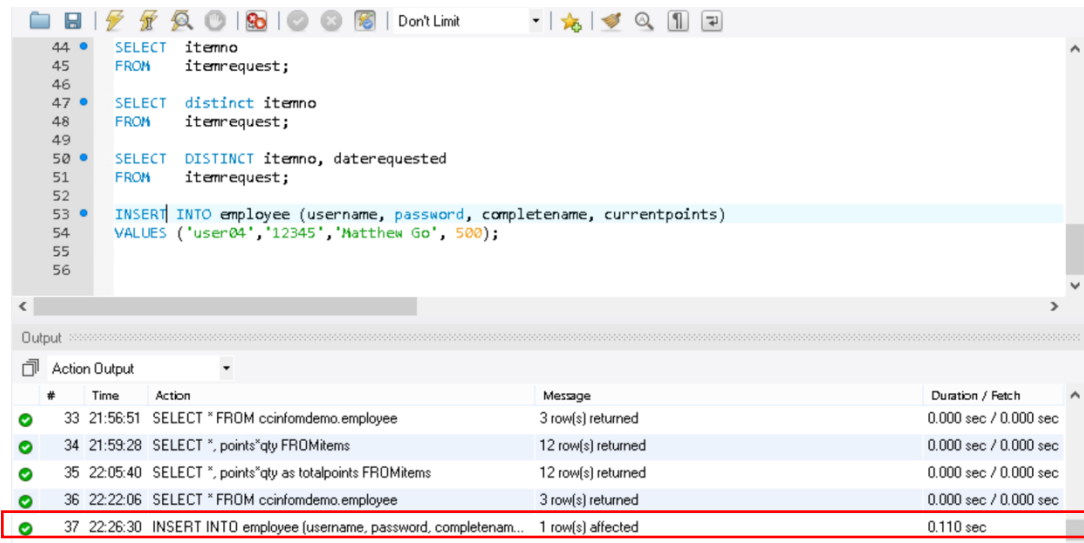 Don't Limit
44 SELECT itemno
45 FROM itemrequest;
46
47 SELECT distinct itemno
48 FROM itemrequest;
49
50 SELECT DISTINCT itemno, daterequested
51 FROM itemrequest;
52
53 INSERT INTO employee (username, password, completename, currentpoints)
54 VALUES ('user04','12345','Matthew Go', 500);
55
56
Output
Action Output
# Time Action Message Duration / Fetch
33 21:56:51 SELECT * FROM ccinfomdemo.employee 3 row(s) returned 0.000 sec / 0.000 sec
34 21:59:28 SELECT *, points*qty FROMitems 12 row(s) returned 0.000 sec / 0.000 sec
35 22:05:40 SELECT *, points*qty as totalpoints FROMitems 12 row(s) returned 0.000 sec / 0.000 sec
36 22:22:06 SELECT * FROM ccinfomdemo.employee 3 row(s) returned 0.000 sec / 0.000 sec
37 22:26:30 INSERT INTO employee (username, password, completenam... 1 row(s) affected 0.110 sec